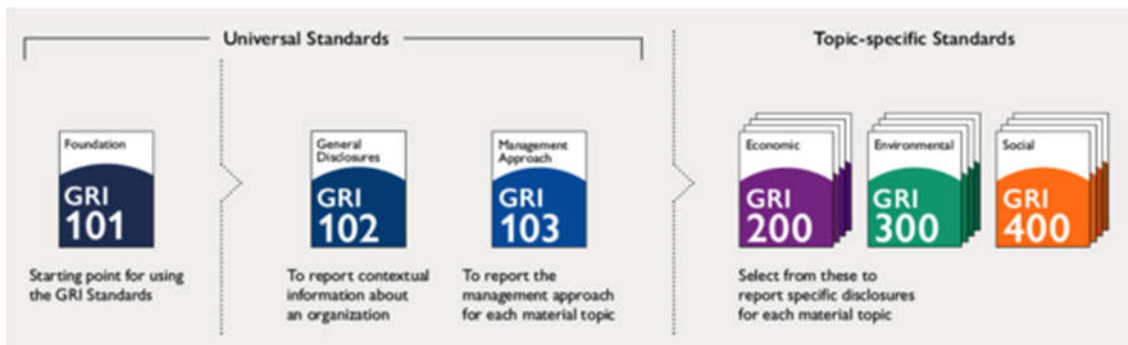 Universal Standards
Topic-specific Standards
Foundation
GRI
101
General
Disclosures
GRI
102
Management
Approach
GRI
103
Economic
GRI
200
Environmental
GRI
300
Social
GRI
400
Starting point for using
the GRI Standards
To report contextual
information about
an organization
To report the
management approach
for each material topic
Select from these to
report specific disclosures
for each material topic